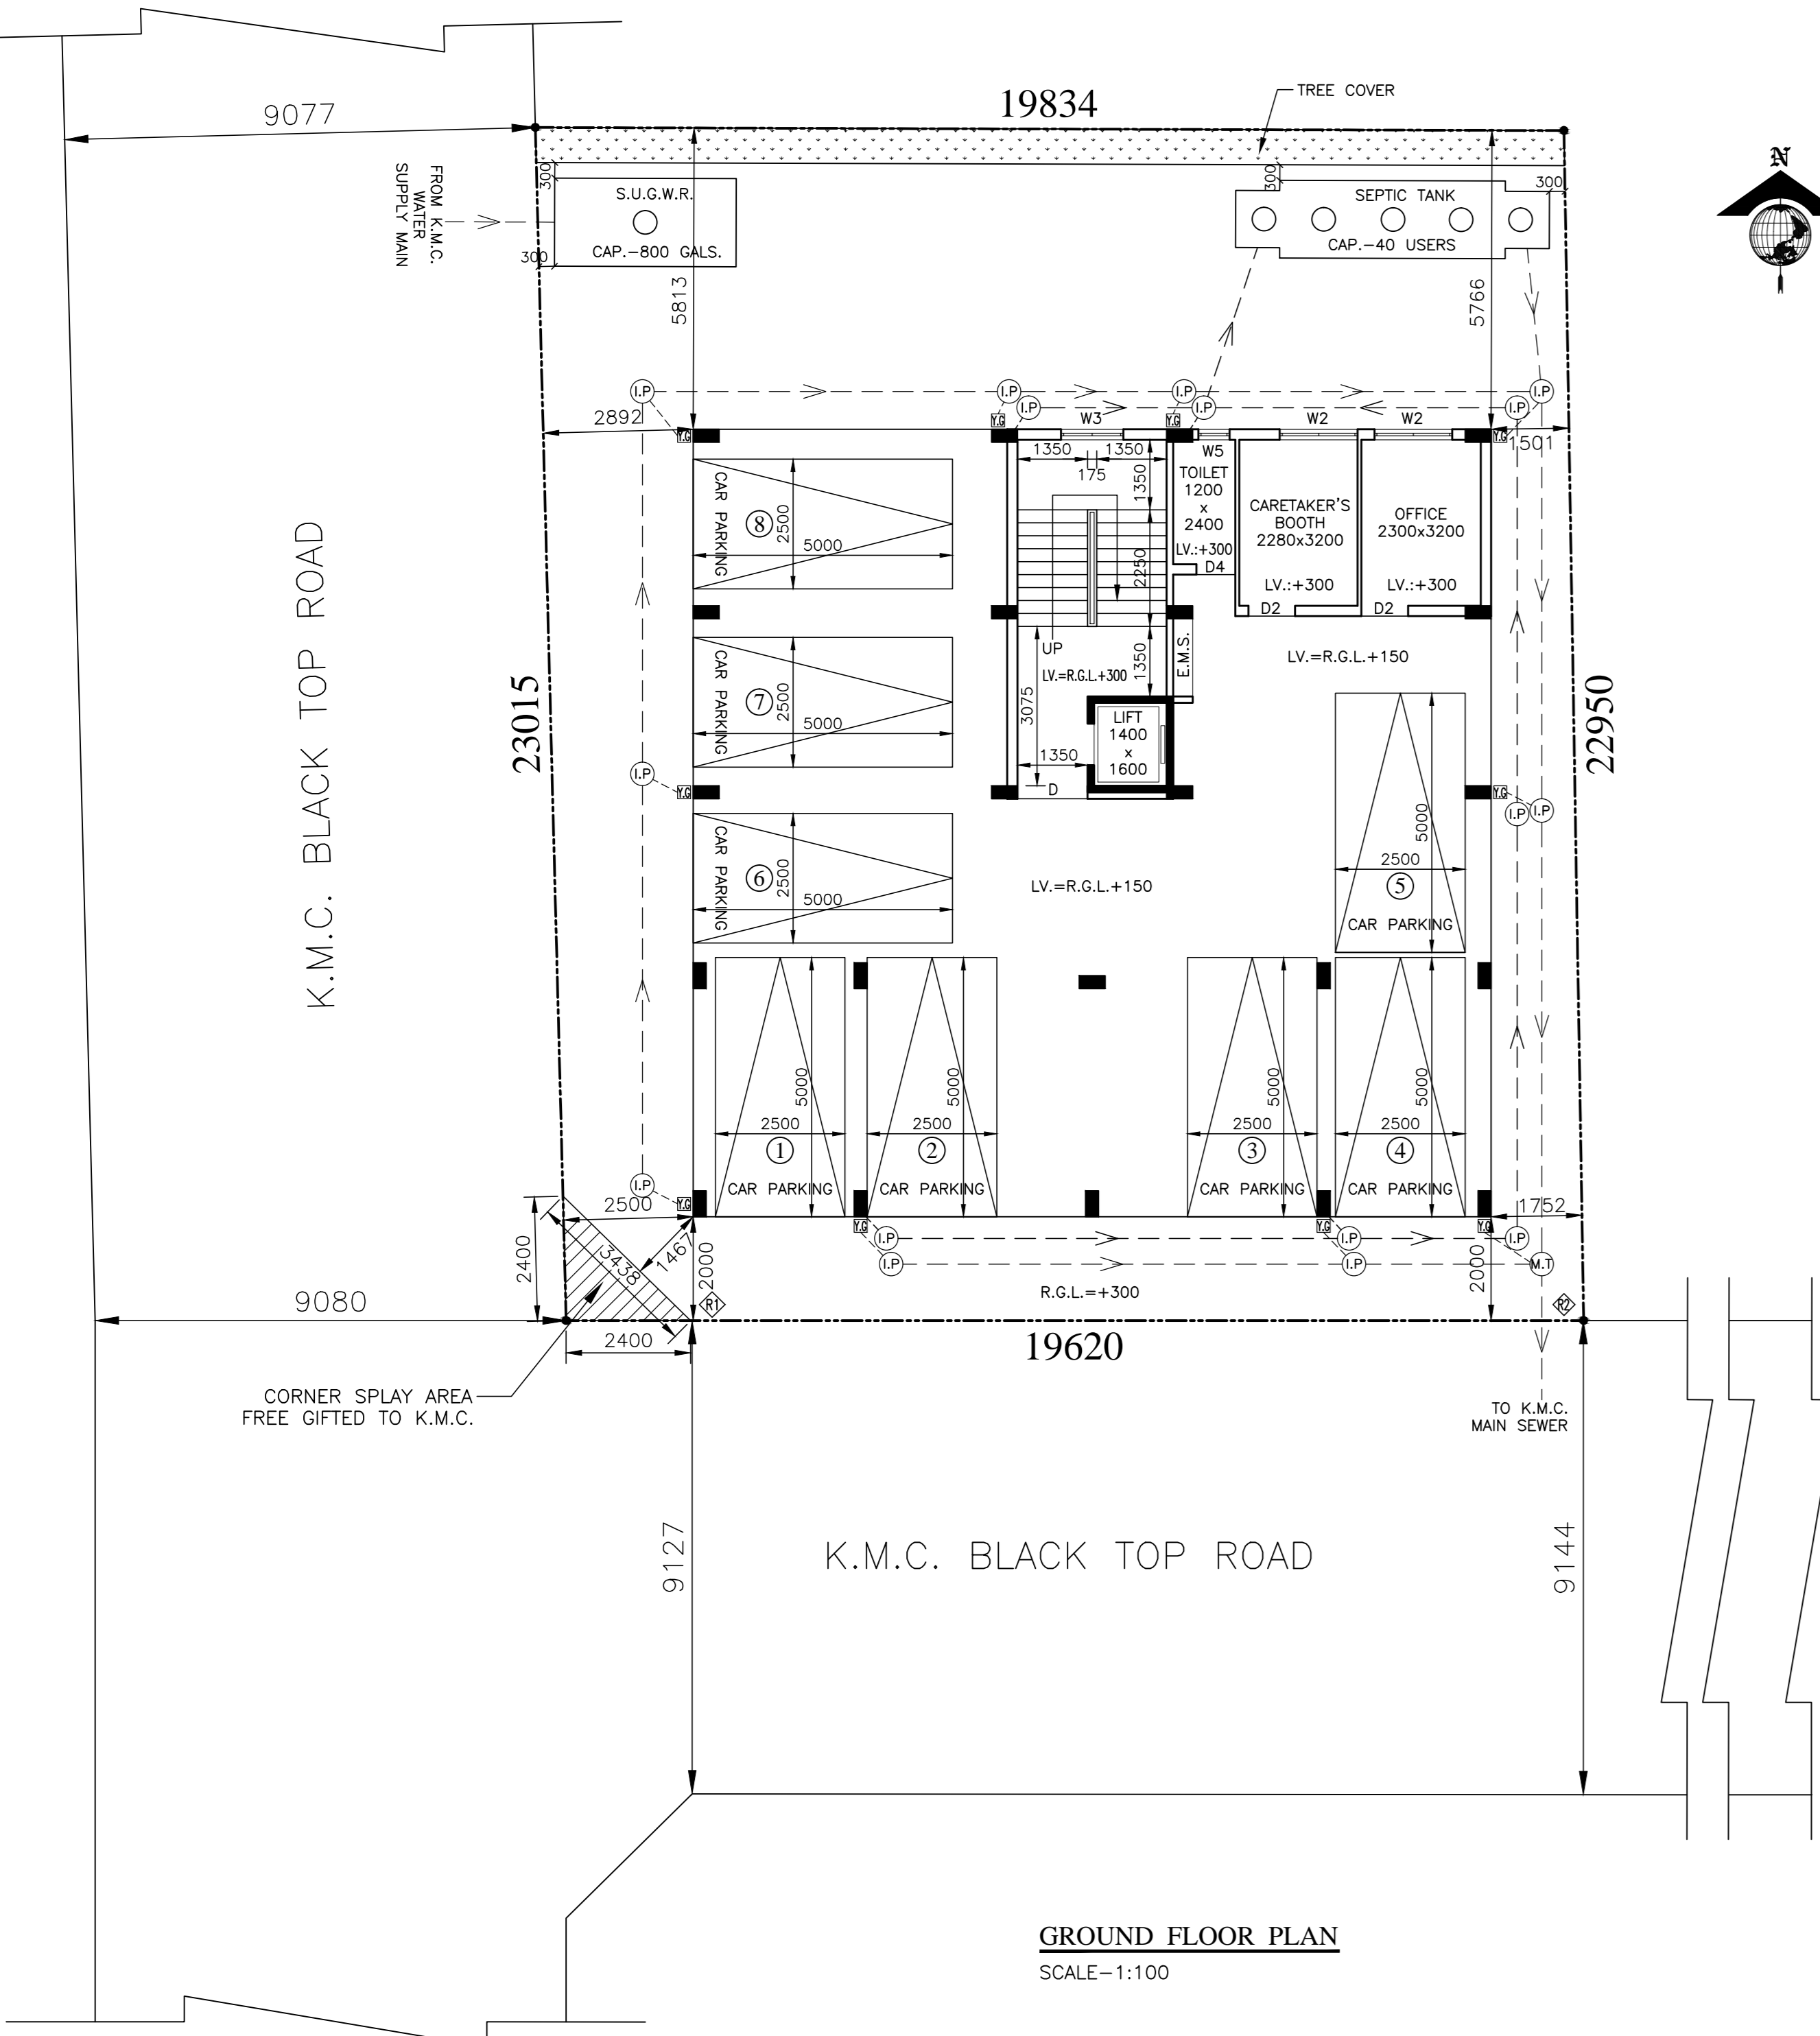 19834
TREE COVER
9077
N
FROM K.M.C.
WATER
SUPPLY MAIN
300
S.U.G.W.R.
CAP.-800 GALS.
300
300
SEPTIC TANK
CAP.-40 USERS
300
5813
5766
I.P
I.P
I.P
I.P
I.P
I.P
I.P
2892
Y.G
Y.G
Y.G
Y.G
W3
W2
W2
1501
1350
1350
175
1350
W5
TOILET
1200
x
2400
LV.:+300
D4
CARETAKER'S
BOOTH
2280x3200
LV.:+300
D2
OFFICE
2300x3200
LV.:+300
D2
CAR PARKING
8
2500
5000
2250
UP
1350
E.M.S.
LV.=R.G.L.+300
LV.=R.G.L.+150
3075
LIFT
1400
x
1600
1350
D
CAR PARKING
7
2500
5000
K.M.C. BLACK TOP ROAD
23015
22950
I.P
Y.G
Y.G
I.P
I.P
CAR PARKING
6
2500
5000
LV.=R.G.L.+150
5000
2500
5
CAR PARKING
5000
2500
1
CAR PARKING
5000
2500
2
CAR PARKING
5000
2500
3
CAR PARKING
5000
2500
4
CAR PARKING
I.P
Y.G
2500
2400
3438
1467
2000
R1
Y.G
I.P
I.P
Y.G
I.P
I.P
Y.G
I.P
M.T
1752
2000
R2
R.G.L.=+300
9080
2400
19620
CORNER SPLAY AREA
FREE GIFTED TO K.M.C.
TO K.M.C.
MAIN SEWER
9127
K.M.C. BLACK TOP ROAD
9144
GROUND FLOOR PLAN
SCALE-1:100